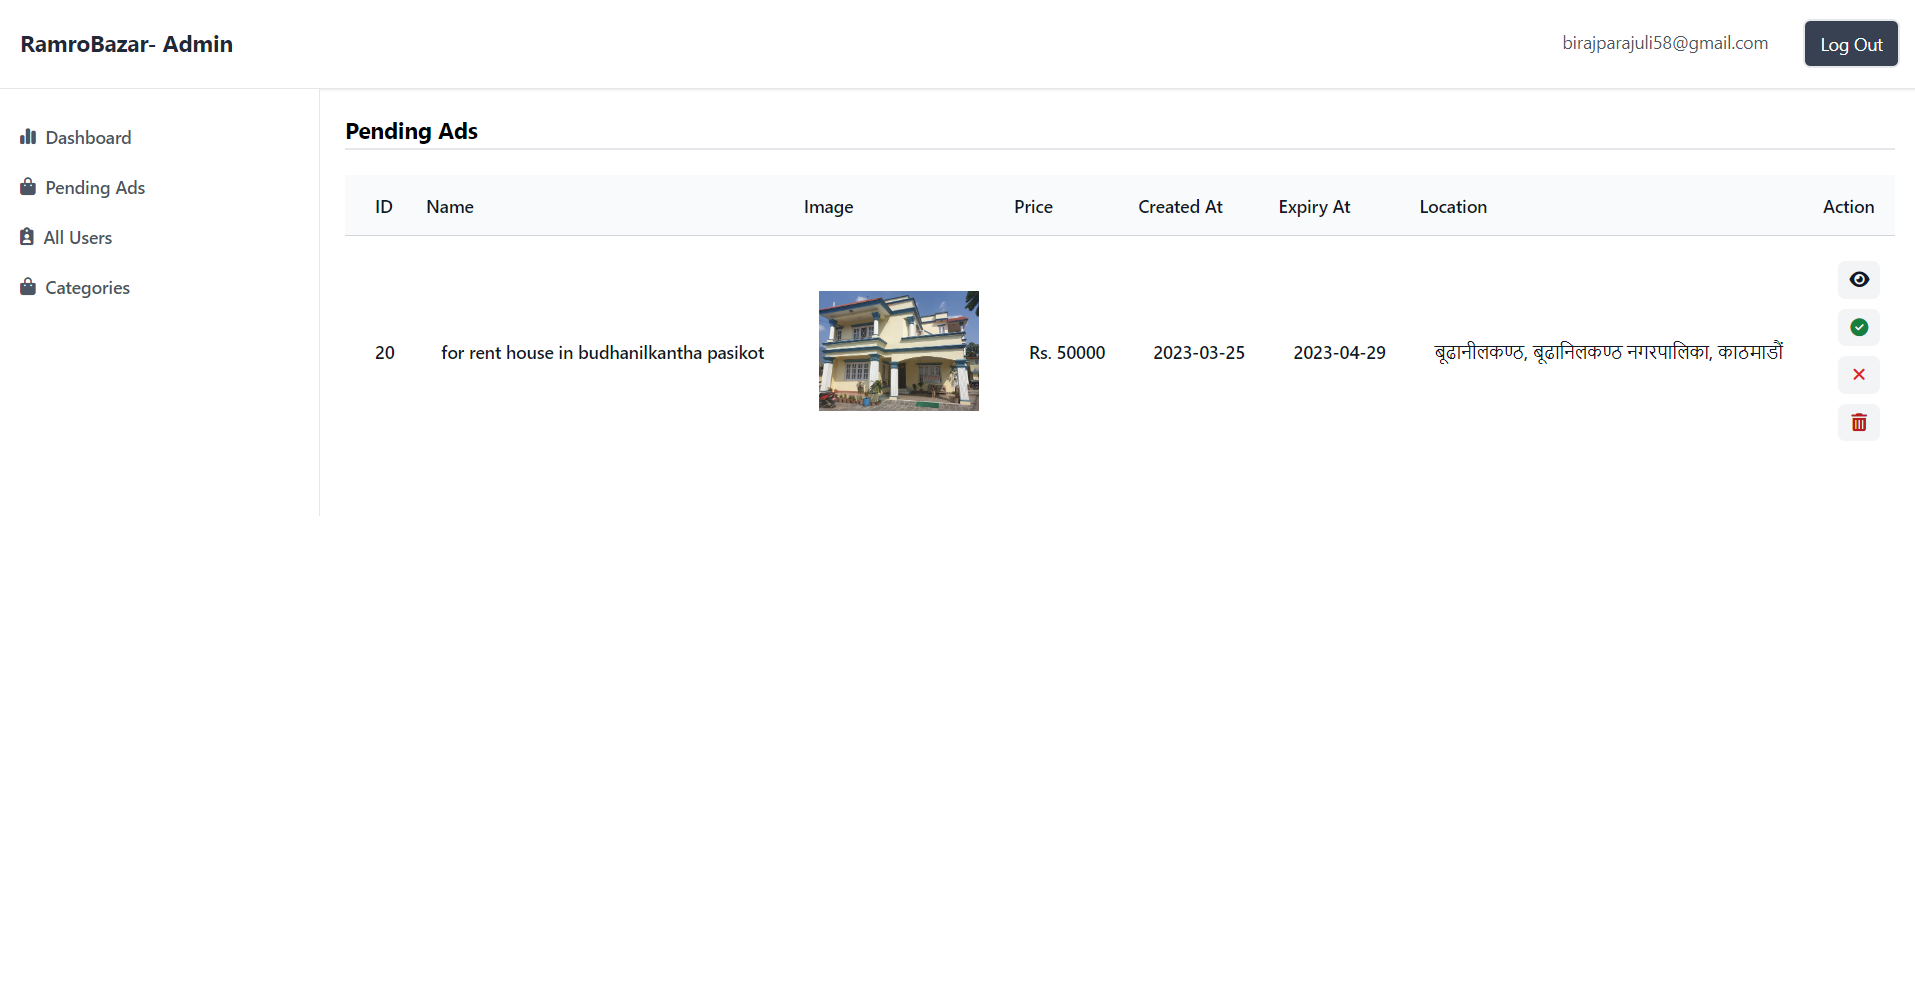 RamroBazar- Admin
birajparajuli58@gmail.com
Log Out
Dashboard
Pending Ads
All Users
Categories
Pending Ads
ID Name Image Price Created At Expiry At Location Action
20 for rent house in budhanilkantha pasikot Rs. 50000 2023-03-25 2023-04-29 बूढानीलकण्ठ, बूढानिलकण्ठ नगरपालिका, काठमाडौं